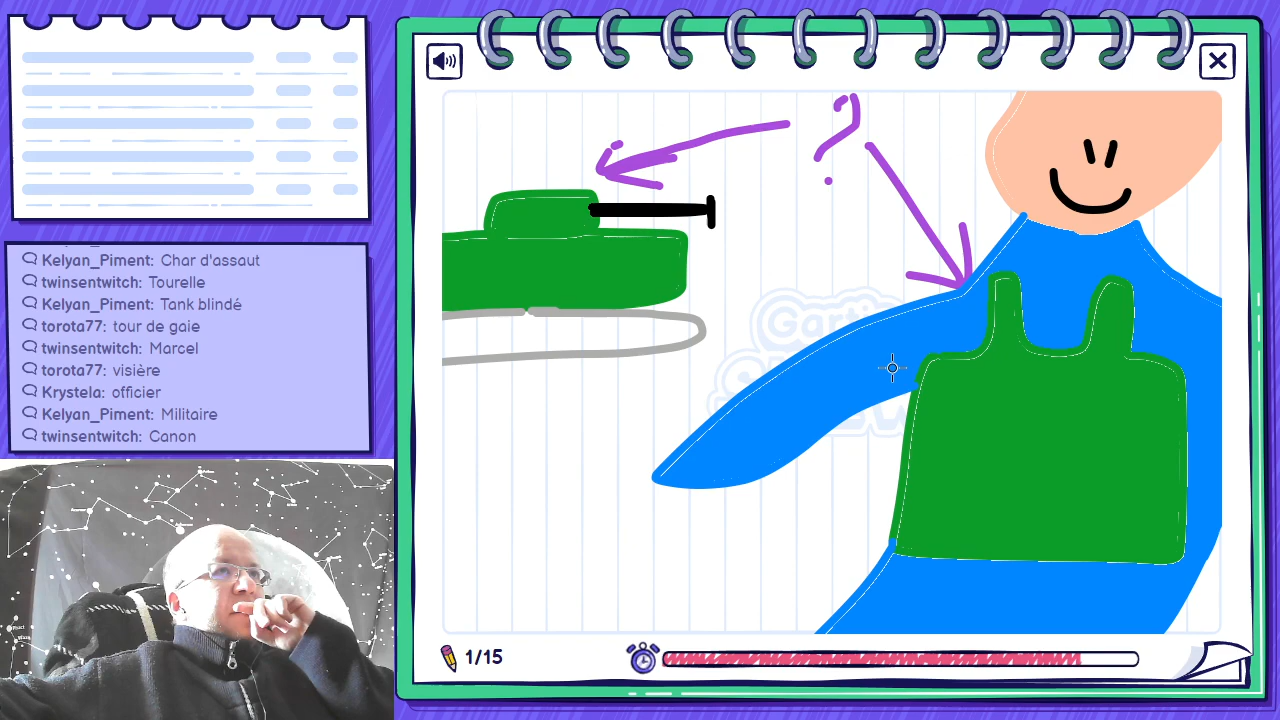 Kelyan_Piment: Char d'assaut
twinsentwitch: Tourelle
Kelyan_Piment: Tank blindé
torota77: tour de gaie
twinsentwitch: Marcel
torota77: visière
Krystela: officier
Kelyan_Piment: Militaire
twinsentwitch: Canon
?
1/15